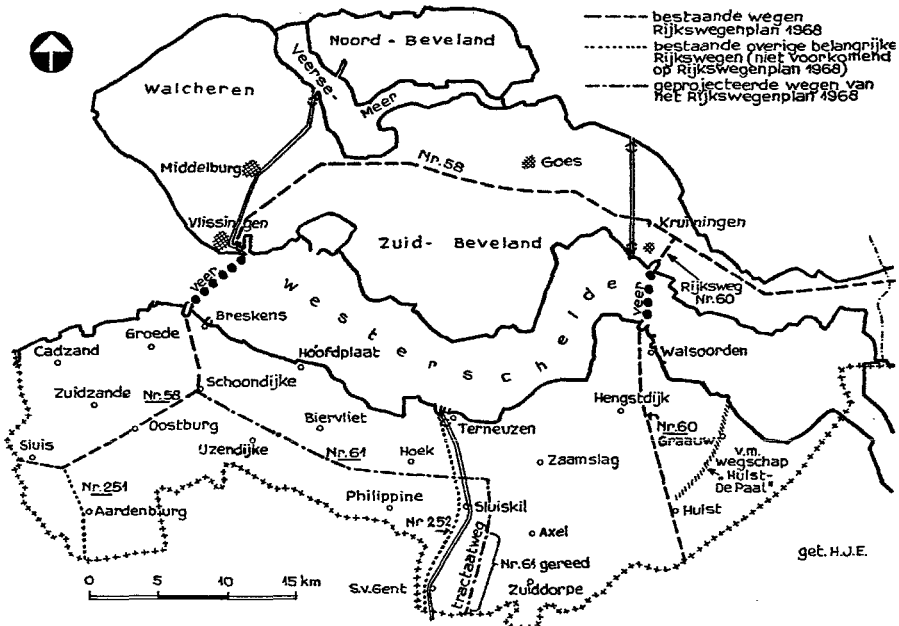 bestaande wegen
Rijkswegenplan 1968
bestaande overige belangrijke
Rijkswegen (niet voorkomend
op Rijkswegenplan 1968)
geprojecteerde wegen van
het Rijkswegenplan 1968
Noord - Beveland
Veerse-
Meer
Walcheren
Middelburg
Nr.58
Goes
Vlissingen
Kruiningen
Zuid - Beveland
veer
Rijksweg
Nr.60
Westerschelde
veer
Breskens
Groede
Cadzand
Hoofdplaat
Walsoorden
Schoondijke
Zuidzande
Nr.58
Biervliet
Terneuzen
Hengstdijk
Oostburg
Nr.60
Graauw
IJzendijke
Nr.61
Hoek
Sluis
Zaamslag
v.m.
wegschap
"Hulst-
De Paal"
Nr.251
Aardenburg
Philippine
Sluiskil
Hulst
Nr 252
Axel
tractaatweg
Nr.61 gereed
get. H.J.E.
S.v.Gent
Zuiddorpe
0 5 10 15 km